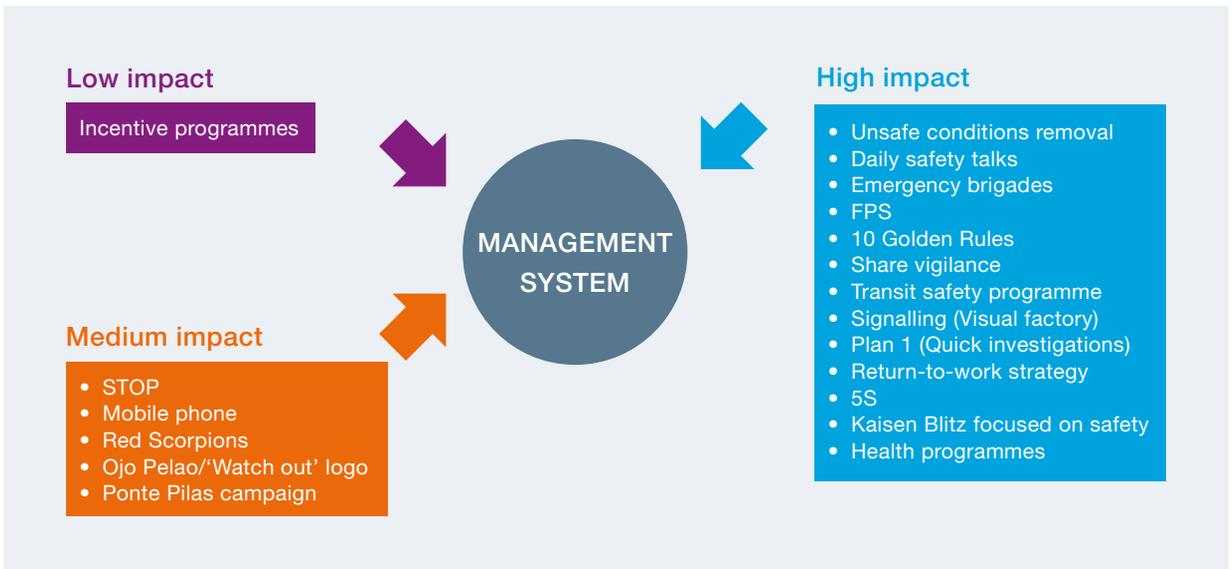 Low impact
Incentive programmes
Medium impact
• STOP
• Mobile phone
• Red Scorpions
• Ojo Pelao/‘Watch out’ logo
• Ponte Pilas campaign
MANAGEMENT
SYSTEM
High impact
• Unsafe conditions removal
• Daily safety talks
• Emergency brigades
• FPS
• 10 Golden Rules
• Share vigilance
• Transit safety programme
• Signalling (Visual factory)
• Plan 1 (Quick investigations)
• Return-to-work strategy
• 5S
• Kaisen Blitz focused on safety
• Health programmes